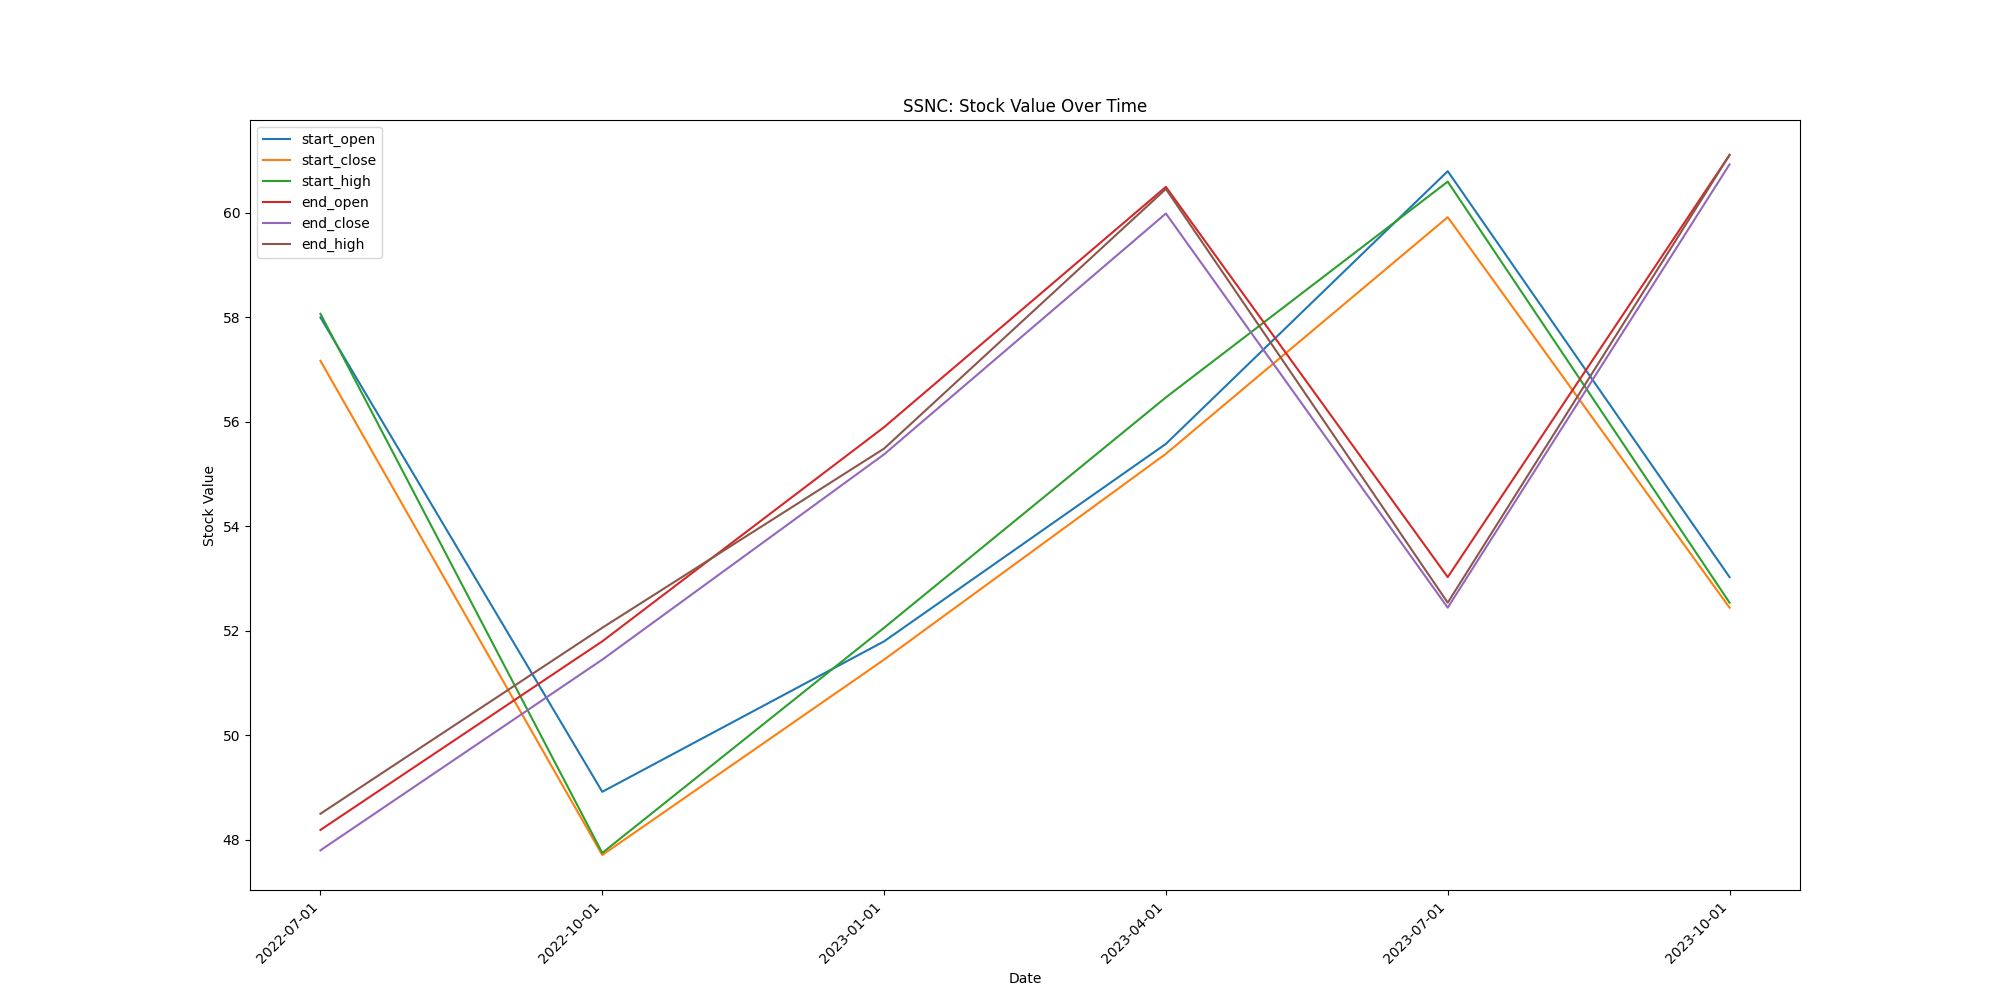 SSNC: Stock Value Over Time
start_open
start_close
start_high
end_open
end_close
end_high
60
58
56
54
52
50
48
Stock Value
2022-07-01
2022-10-01
2023-01-01
2023-04-01
2023-07-01
2023-10-01
Date